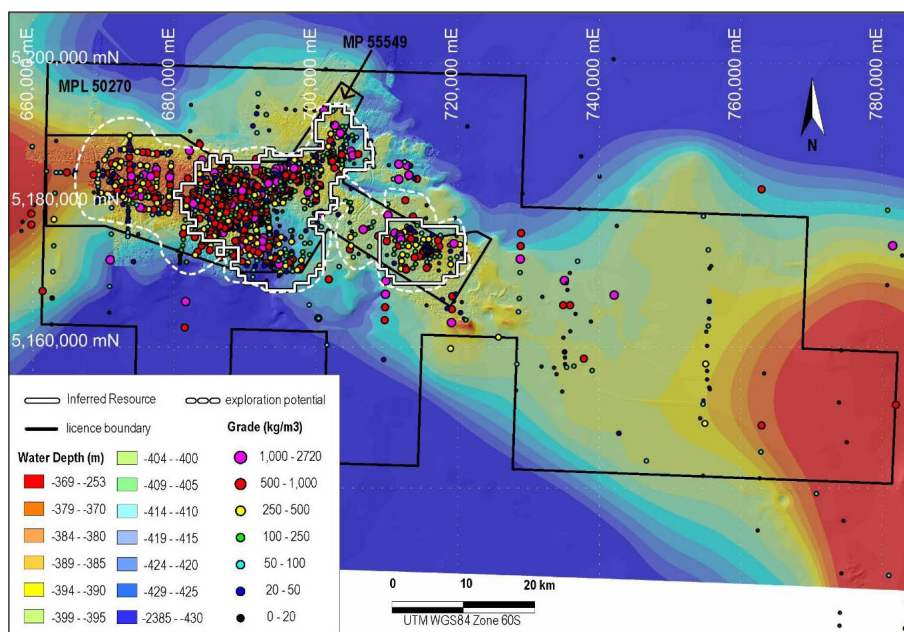 5,200,000 mN
660,000 mE
680,000 mE
700,000 mE
720,000 mE
740,000 mE
760,000 mE
780,000 mE
MP 55549
MPL 50270
N
5,180,000 mN
5,160,000 mN
Inferred Resource
exploration potential
licence boundary
Grade (kg/m3)
Water Depth (m)
-369 - -253
-379 - -370
-384 - -380
-389 - -385
-394 - -390
-399 - -395
-404 - -400
-409 - -405
-414 - -410
-419 - -415
-424 - -420
-429 - -425
-2385 - -430
1,000 - 2720
500 - 1,000
250 - 500
100 - 250
50 - 100
20 - 50
0 - 20
0 10 20 km
UTM WGS84 Zone 60S